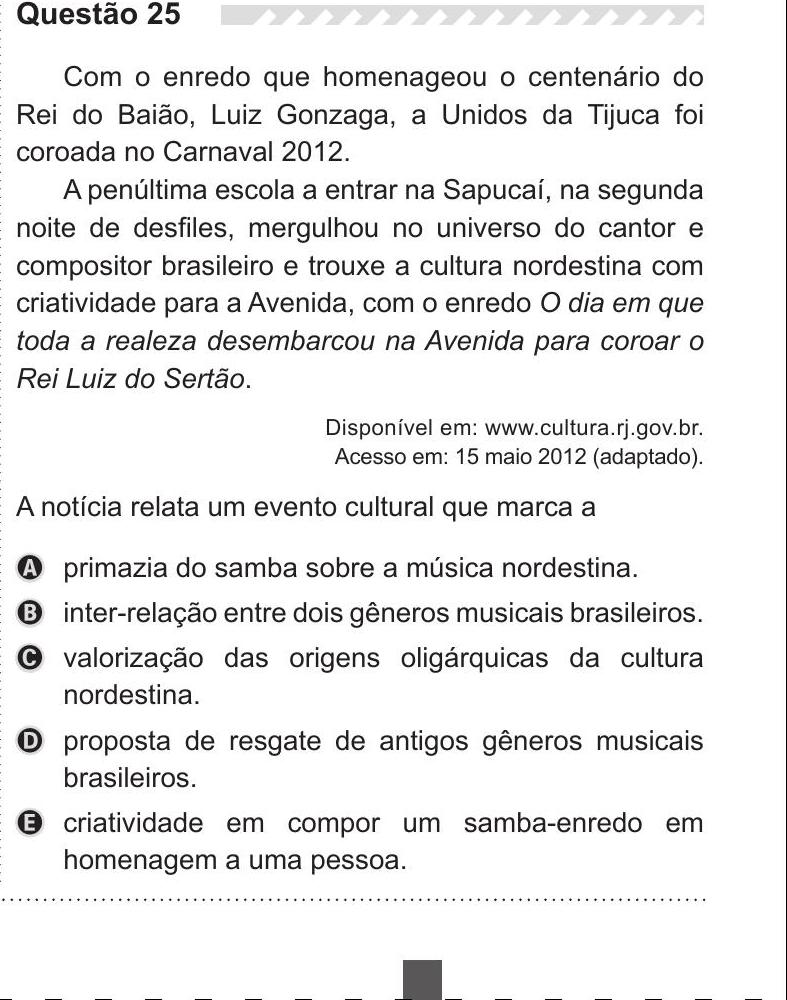 Questão 25
Com o enredo que homenageou o centenário do
Rei do Baião, Luiz Gonzaga, a Unidos da Tijuca foi
coroada no Carnaval 2012.
A penúltima escola a entrar na Sapucaí, na segunda
noite de desfiles, mergulhou no universo do cantor e
compositor brasileiro e trouxe a cultura nordestina com
criatividade para a Avenida, com o enredo O dia em que
toda a realeza desembarcou na Avenida para coroar o
Rei Luiz do Sertão.
Disponível em: www.cultura.rj.gov.br.
Acesso em: 15 maio 2012 (adaptado).
A notícia relata um evento cultural que marca a
A primazia do samba sobre a música nordestina.
B inter-relação entre dois gêneros musicais brasileiros.
C valorização das origens oligárquicas da cultura
nordestina.
D proposta de resgate de antigos gêneros musicais
brasileiros.
E criatividade em compor um samba-enredo em
homenagem a uma pessoa.